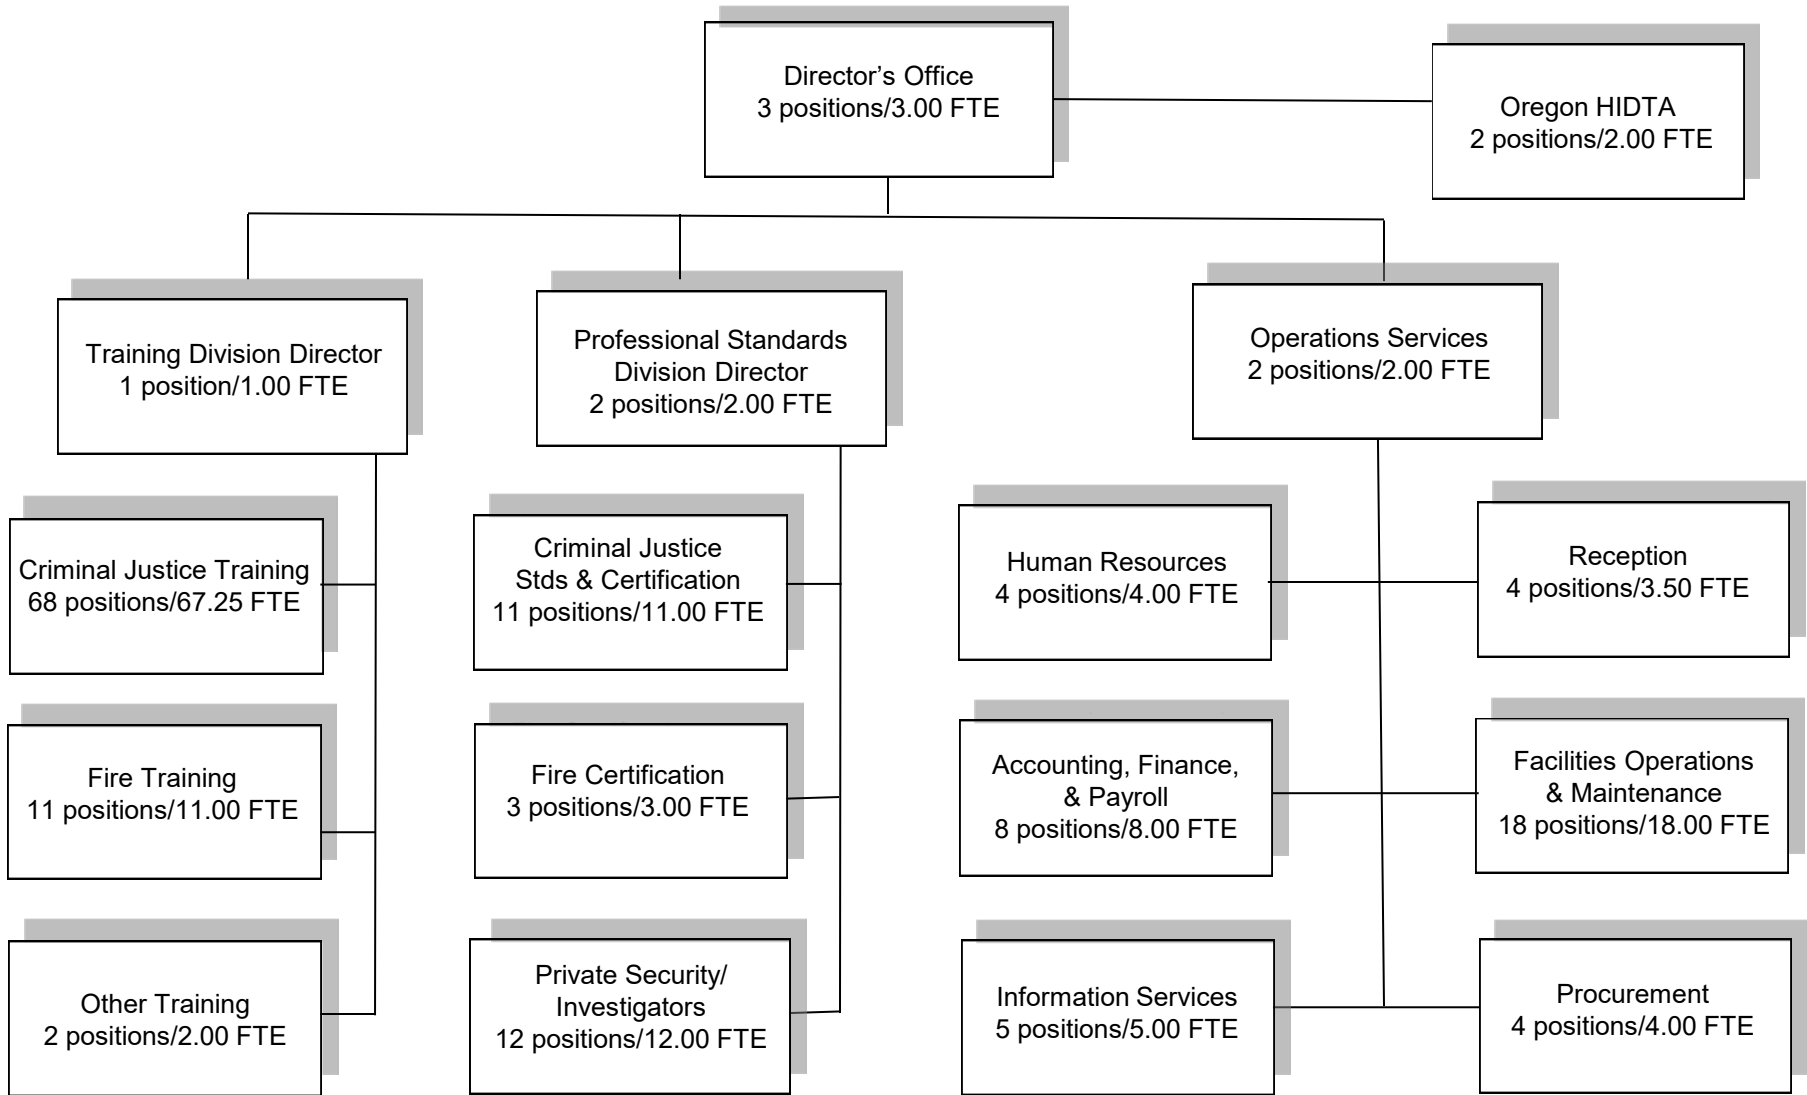 Director’s Office
3 positions/3.00 FTE
Oregon HIDTA
2 positions/2.00 FTE
Training Division Director
1 position/1.00 FTE
Professional Standards
Division Director
2 positions/2.00 FTE
Operations Services
2 positions/2.00 FTE
Criminal Justice Training
68 positions/67.25 FTE
Criminal Justice
Stds & Certification
11 positions/11.00 FTE
Human Resources
4 positions/4.00 FTE
Reception
4 positions/3.50 FTE
Fire Training
11 positions/11.00 FTE
Fire Certification
3 positions/3.00 FTE
Accounting, Finance,
& Payroll
8 positions/8.00 FTE
Facilities Operations
& Maintenance
18 positions/18.00 FTE
Other Training
2 positions/2.00 FTE
Private Security/
Investigators
12 positions/12.00 FTE
Information Services
5 positions/5.00 FTE
Procurement
4 positions/4.00 FTE